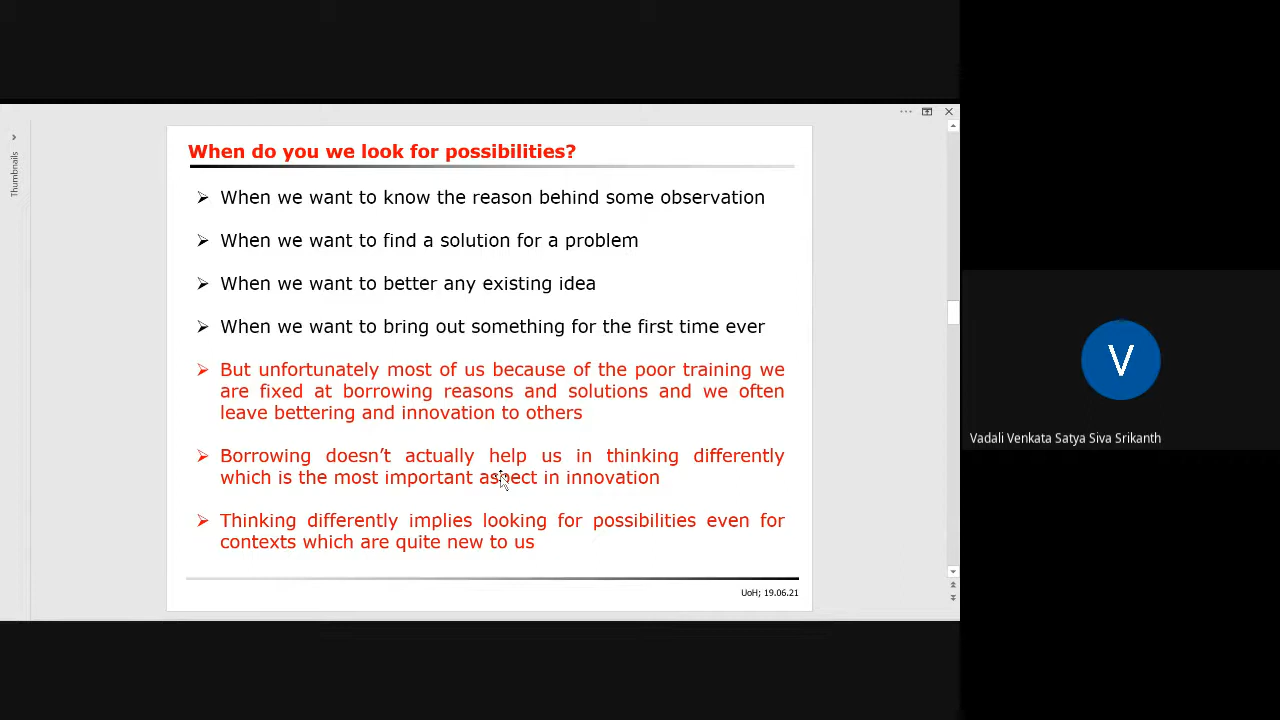 When do you we look for possibilities?
When we want to know the reason behind some observation
When we want to find a solution for a problem
When we want to better any existing idea
When we want to bring out something for the first time ever
But unfortunately most of us because of the poor training we
are fixed at borrowing reasons and solutions and we often
leave bettering and innovation to others
Borrowing doesn't actually help us in thinking differently
which is the most important aspect in innovation
Thinking differently implies looking for possibilities even for
contexts which are quite new to us
UoH; 19.06.21
Thumbnails
V
Vadali Venkata Satya Siva Srikanth